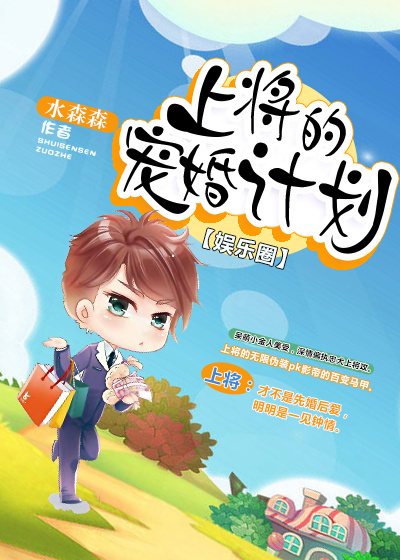 水森森
作者
SHUISENSEN
ZUOZHE
上将的
宠婚计划
【娱乐圈】
呆萌小金人美受，深情偏执忠犬上将攻。
上将的无限伪装pk影帝的百变马甲。
上将：
才不是先婚后爱，
明明是一见钟情。